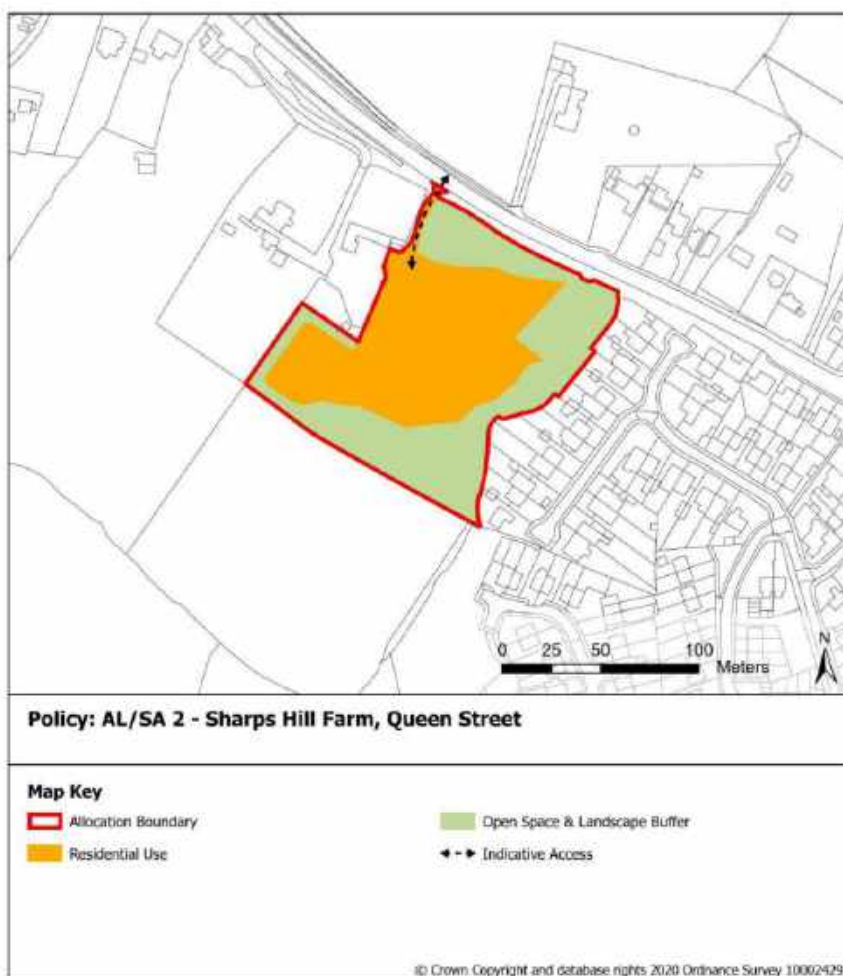 N
0 25 50 100
Meters
Policy: AL/SA 2 - Sharps Hill Farm, Queen Street
Map Key
Allocation Boundary
Open Space & Landscape Buffer
Residential Use
Indicative Access
© Crown Copyright and database rights 2020 Ordnance Survey 10002429